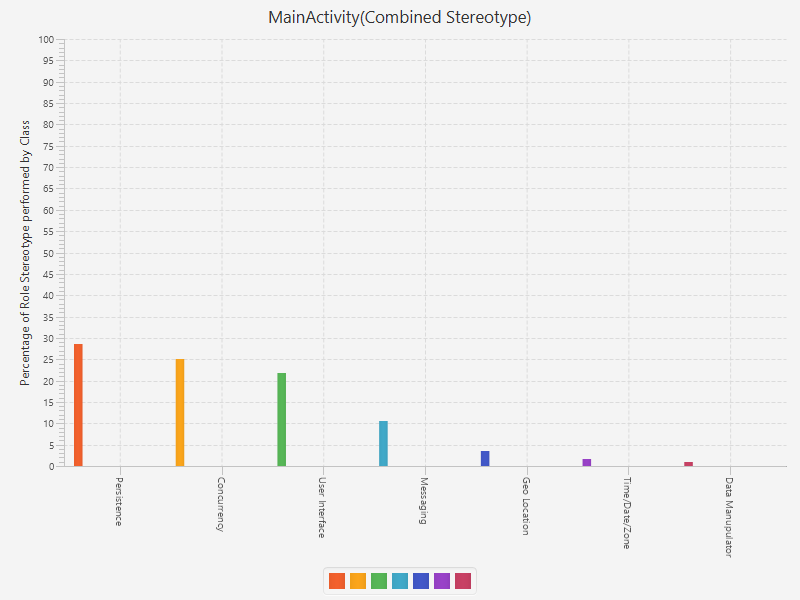 MainActivity(Combined Stereotype)
Percentage of Role Stereotype performed by Class
100
95
90
85
80
75
70
65
60
55
50
45
40
35
30
25
20
15
10
5
0
Persistence
Concurrency
User Interface
Messaging
Geo Location
Time/Date/Zone
Data Manupulator